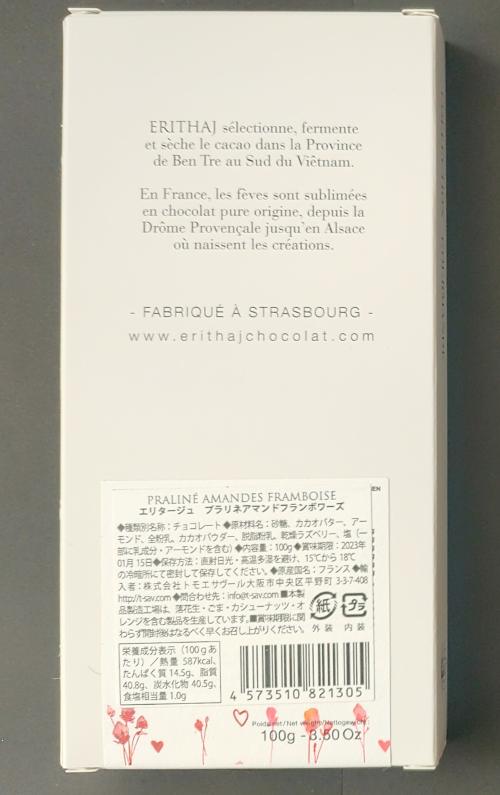 ERITHAJ sélectionne, fermente
et sèche le cacao dans la Province
de Ben Tre au Sud du Viêtnam.
En France, les fèves sont sublimées
en chocolat pure origine, depuis la
Drôme Provençale jusqu'en Alsace
où naissent les créations.
- FABRIQUÉ À STRASBOURG -
www.erithajchocolat.com
PRALINÉ AMANDES FRAMBOISE
エリタージュ プラリネアマンドフランボワーズ
◆種類別名称：チョコレート◆原材料名：砂糖、カカオバター、アー
モンド、全粉乳、カカオパウダー、脱脂粉乳、乾燥ラズベリー、塩（一
部に乳成分・アーモンドを含む）◆内容量：100g◆賞味期限：2023年
01月 15日◆保存方法：直射日光・高温多湿を避け、15℃から 18℃
の冷暗所にて密封して保存してください。◆原産国名：フランス◆輸
入者：株式会社トモエサヴール大阪市中央区平野町 3-3-7-408
http://t-sav.com◆問合わせ先：info@t-sav.com ■本製
品製造工場は、落花生・ごま・カシューナッツ・オ
レンジを含む製品を生産しています。■賞味期限に関
わらず開封後はなるべく早くお召し上がりください。
紙 プラ
外装 内装
栄養成分表示（100gあ
たり）／熱量 587kcal、
たんぱく質 14.5g、脂質
40.8g、炭水化物 40.5g、
食塩相当量 1.0g
4 573510 821305
Poids net / Net weight / Nettogewicht:
100g - 3.50 Oz
EN